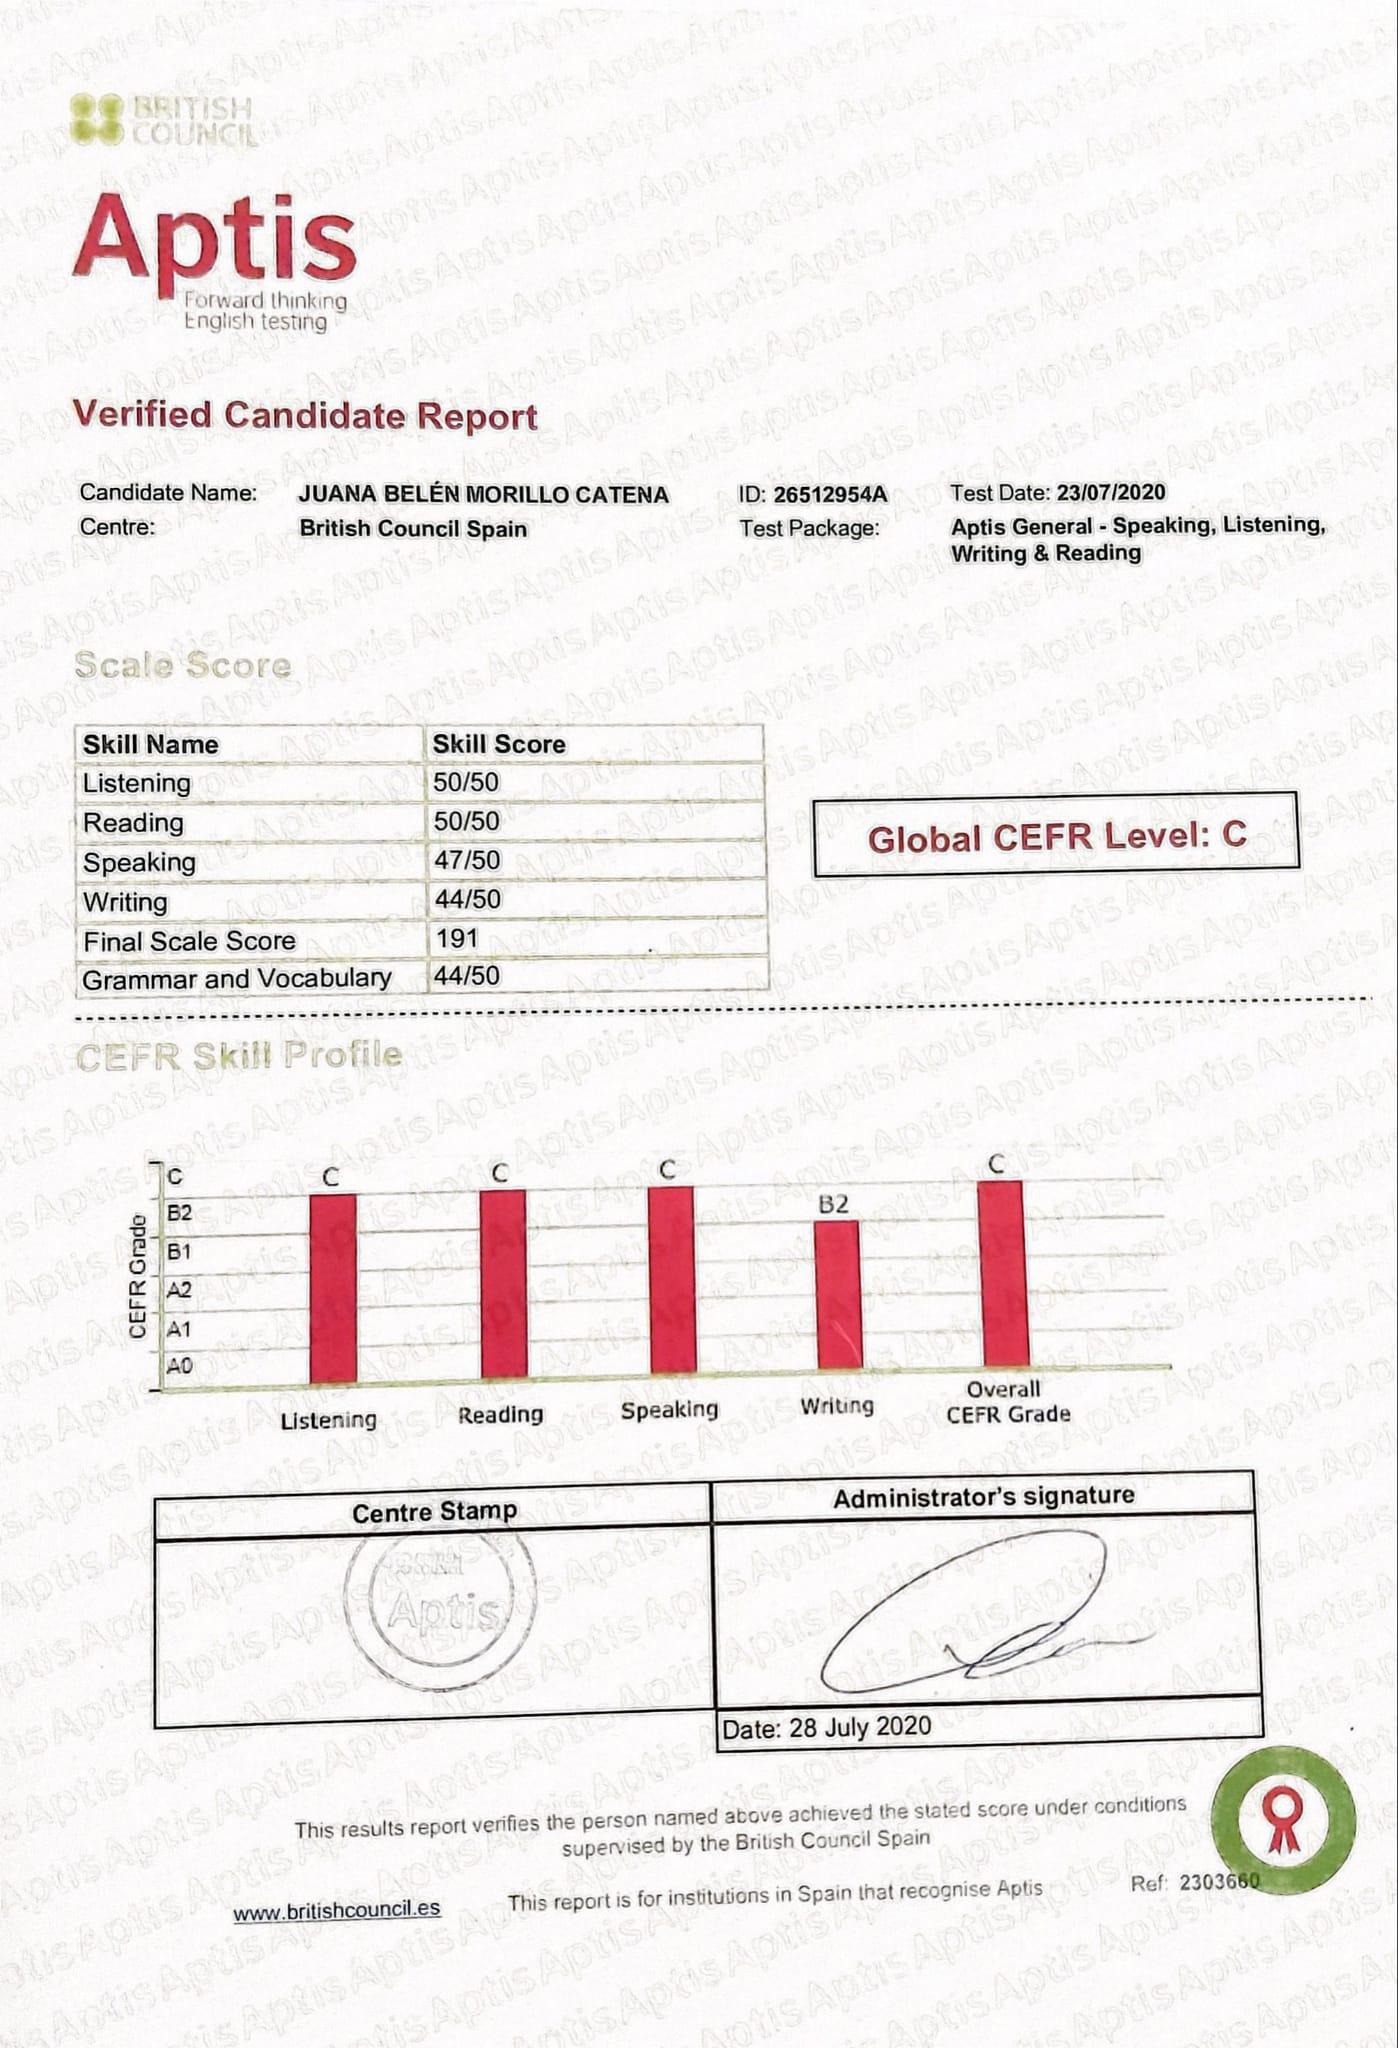 BRITISH
COUNCIL
Aptis
Forward thinking
English testing
Verified Candidate Report
Candidate Name: JUANA BELÉN MORILLO CATENA ID: 26512954A Test Date: 23/07/2020
Centre: British Council Spain Test Package: Aptis General - Speaking, Listening,
Writing & Reading
Scale Score
Skill Name Skill Score
Listening 50/50
Reading 50/50
Speaking 47/50
Writing 44/50
Final Scale Score 191
Grammar and Vocabulary 44/50
Global CEFR Level: C
CEFR Skill Profile
CEFR Grade
C
B2
B1
A2
A1
A0
C C C B2 C
Listening Reading Speaking Writing Overall
CEFR Grade
Centre Stamp Administrator's signature
Aptis
Date: 28 July 2020
This results report verifies the person named above achieved the stated score under conditions
supervised by the British Council Spain
www.britishcouncil.es This report is for institutions in Spain that recognise Aptis Ref: 2303660